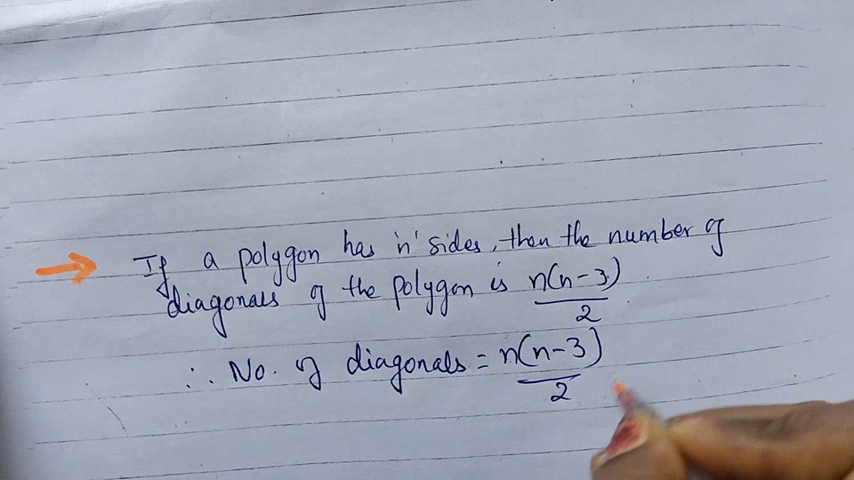 If a polygon has 'n' sides, then the number of
diagonals of the polygon is n(n-3)/2.
∴ No. of diagonals = n(n-3)/2